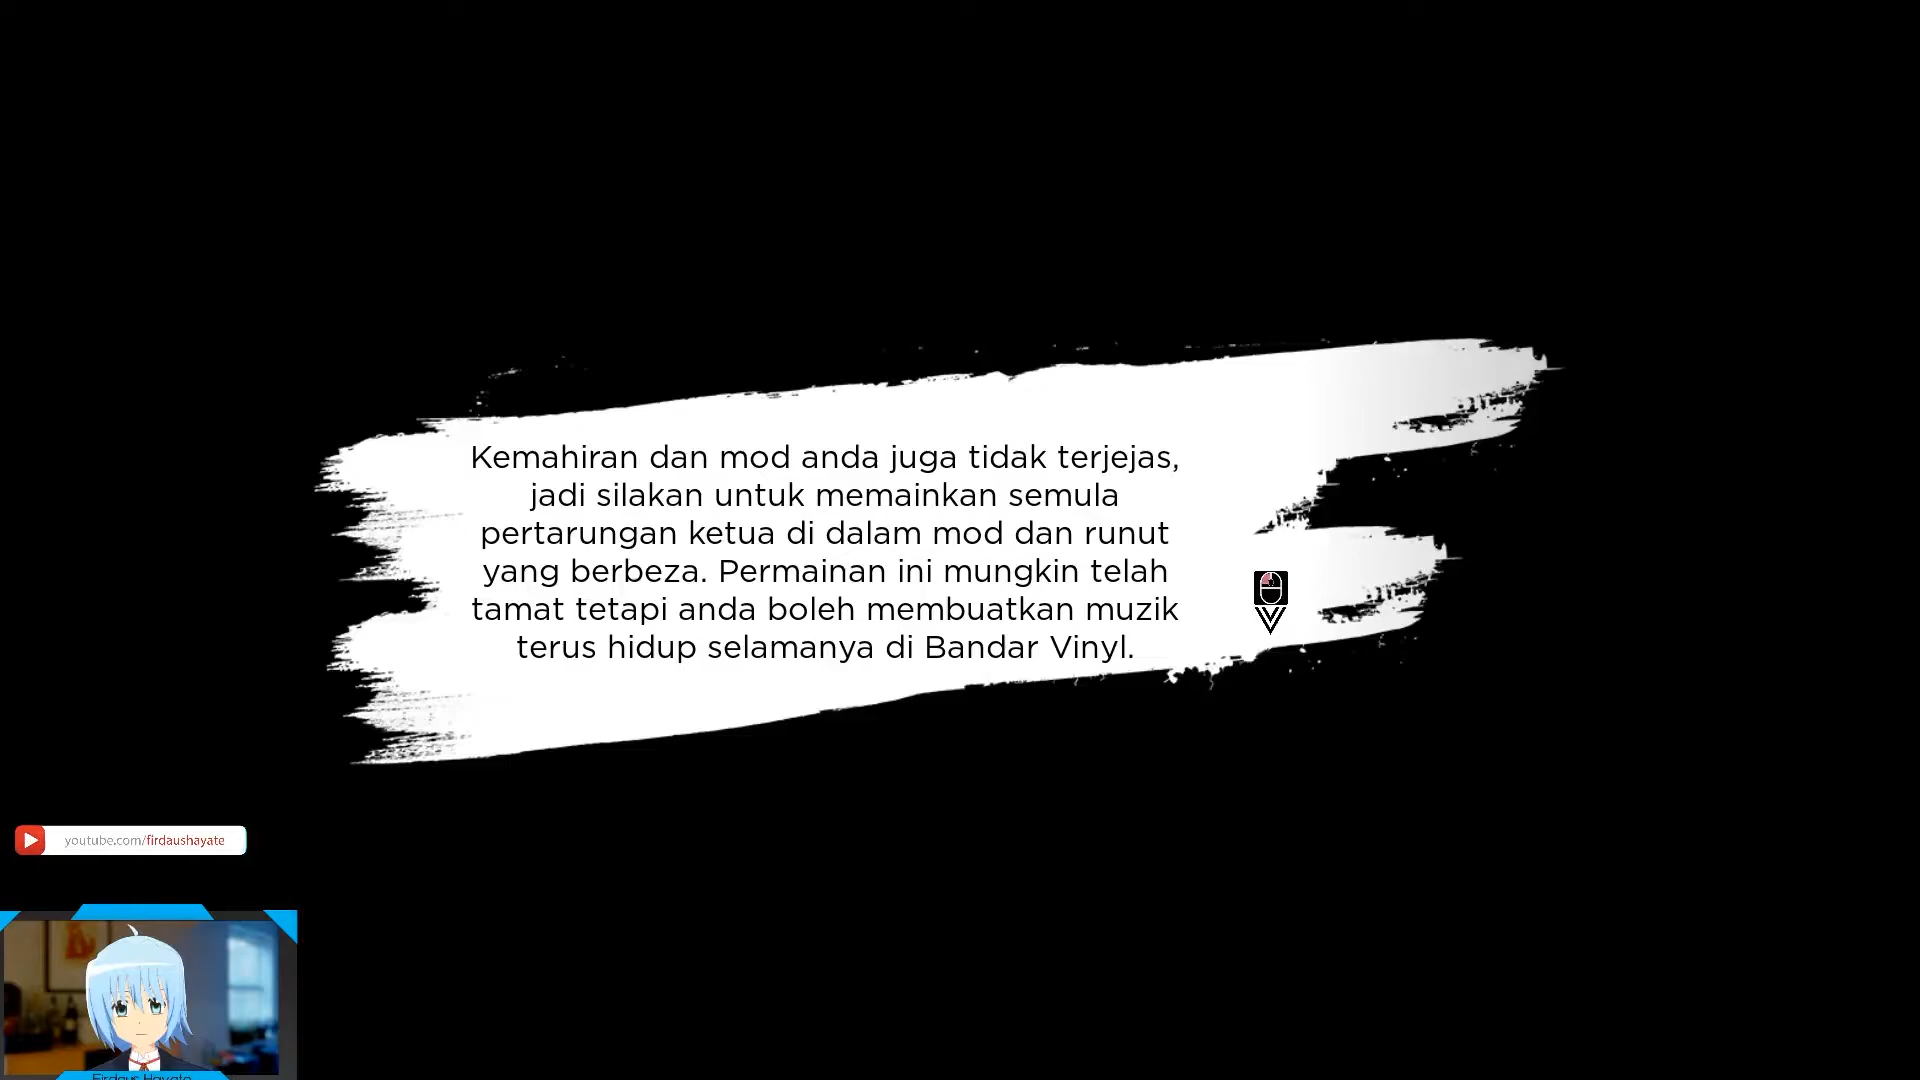 Kemahiran dan mod anda juga tidak terjejas,
jadi silakan untuk memainkan semula
pertarungan ketua di dalam mod dan runut
yang berbeza. Permainan ini mungkin telah
tamat tetapi anda boleh membuatkan muzik
terus hidup selamanya di Bandar Vinyl.
youtube.com/firdaushayate
Firdaus Hayate